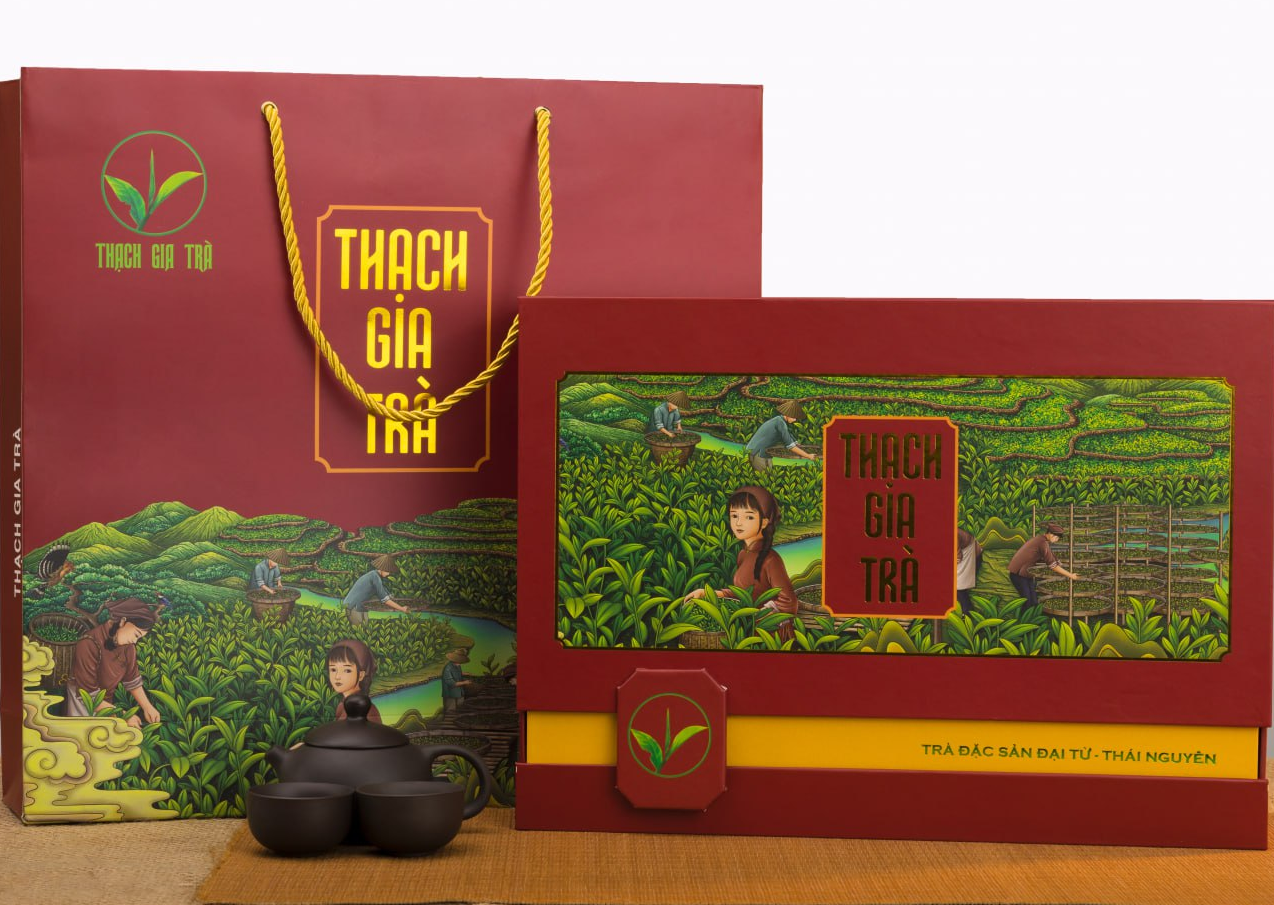 THẠCH GIA TRÀ
THẠCH
GIA
TRÀ
THẠCH GIA TRÀ
THẠCH
GIA
TRÀ
TRÀ ĐẶC SẢN ĐẠI TỪ - THÁI NGUYÊN